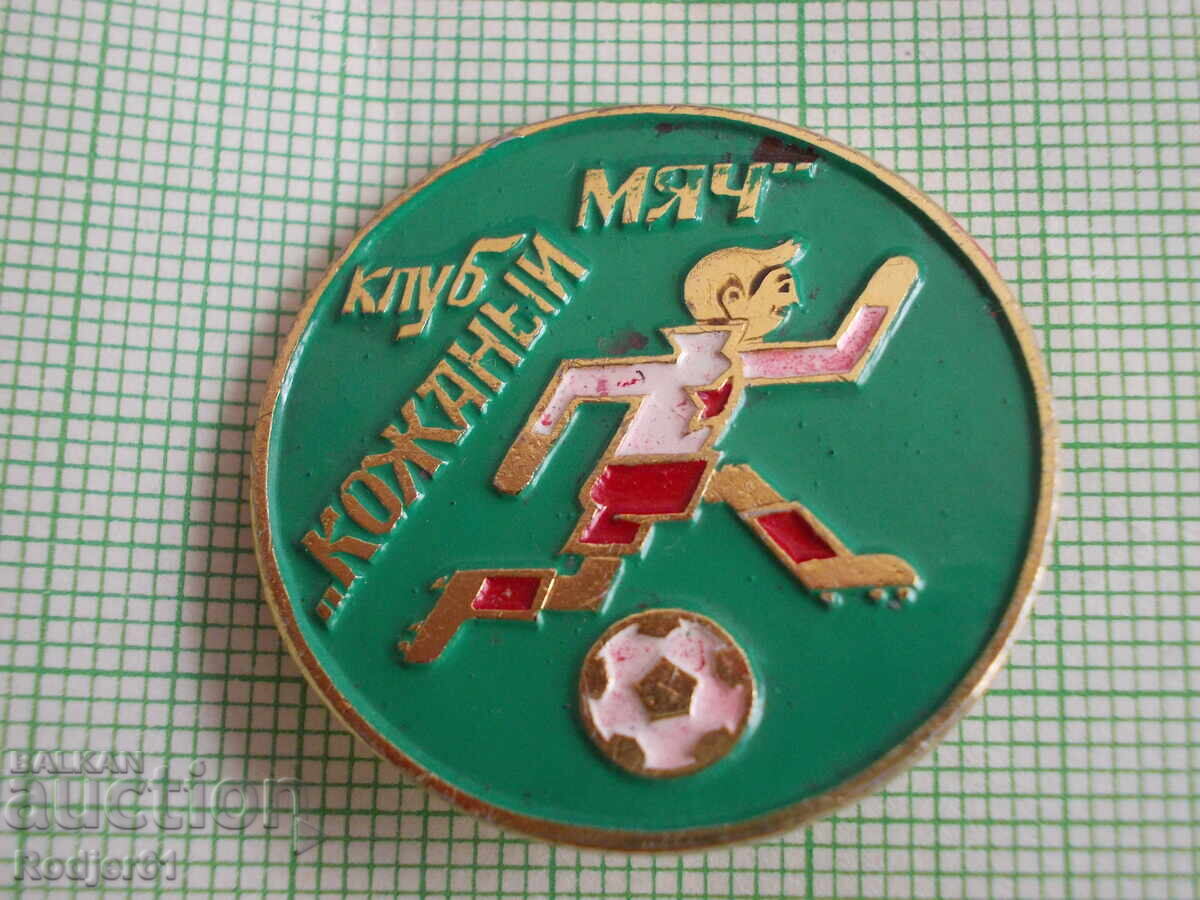 клуб
„КОЖАНЫЙ
МЯЧ"
BALKAN
auction
Rodjer61